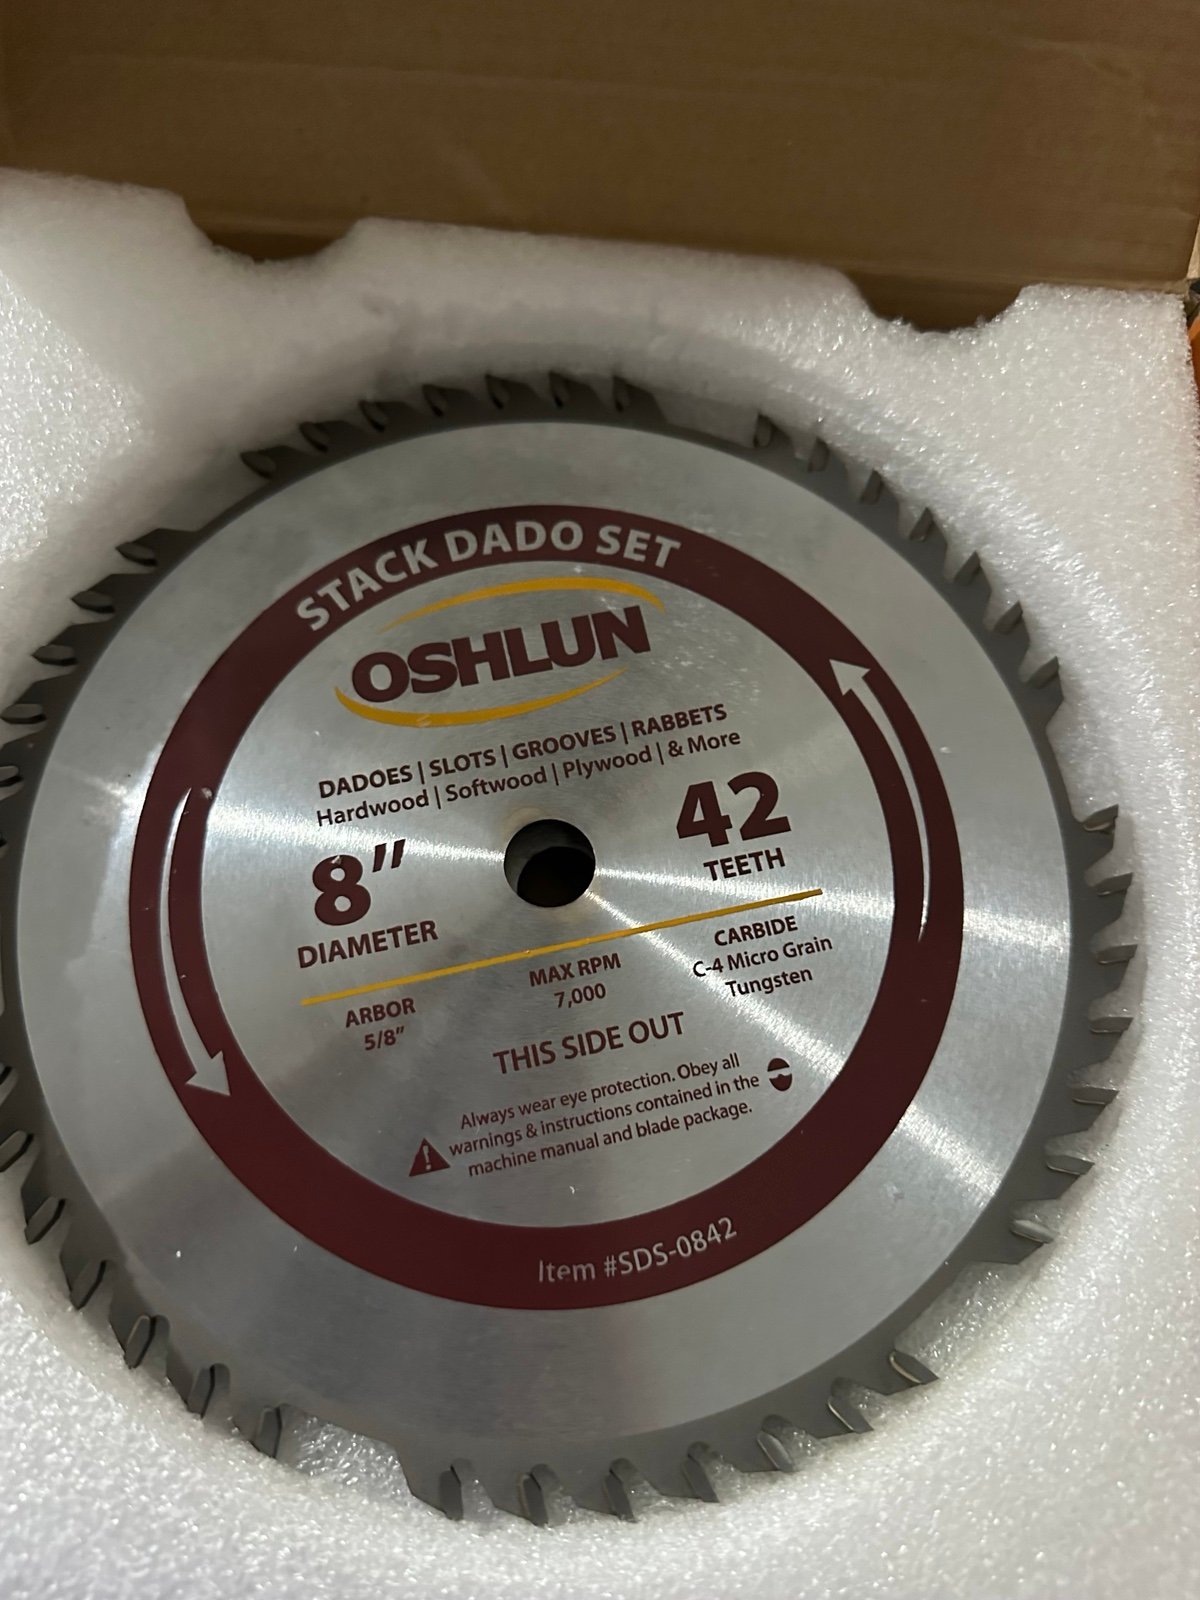 STACK DADO SET
OSHLUN
DADOES | SLOTS | GROOVES | RABBETS
Hardwood | Softwood | Plywood | & More
8"
DIAMETER
42
TEETH
ARBOR
5/8"
MAX RPM
7,000
CARBIDE
C-4 Micro Grain
Tungsten
THIS SIDE OUT
Always wear eye protection. Obey all
warnings & instructions contained in the
machine manual and blade package.
Item #SDS-0842